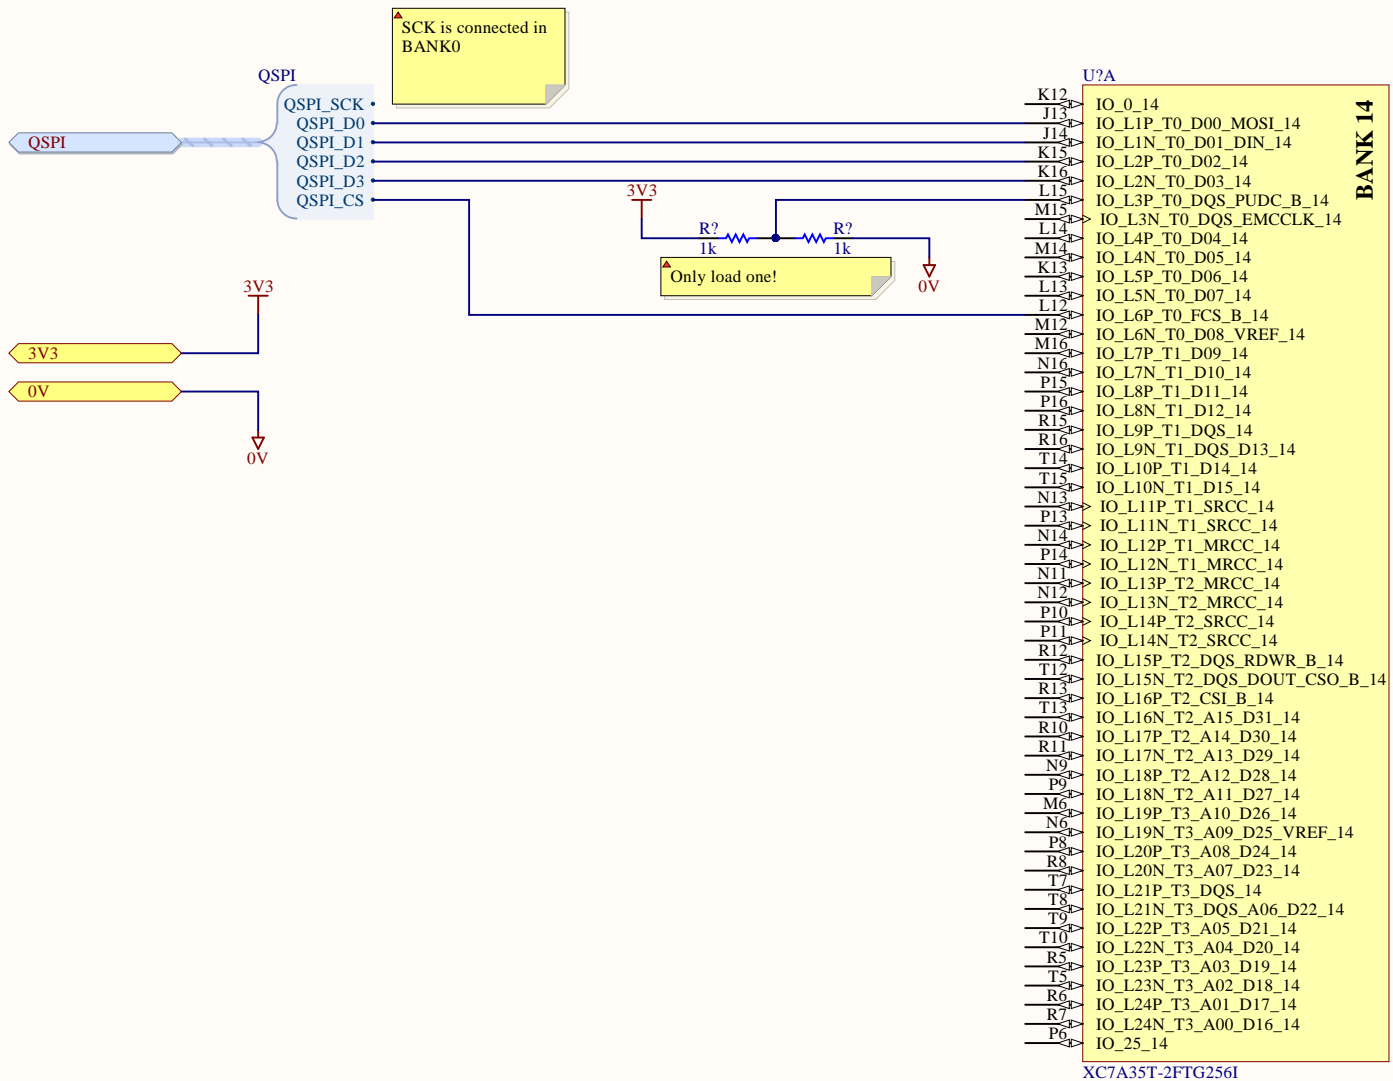 SCK is connected in
BANK0
QSPI
QSPI_SCK
QSPI_D0
QSPI_D1
QSPI_D2
QSPI_D3
QSPI_CS
QSPI
3V3
R?
1k
R?
1k
0V
Only load one!
3V3
3V3
0V
0V
U?A
BANK 14
K12 IO_0_14
J13 IO_L1P_T0_D00_MOSI_14
J14 IO_L1N_T0_D01_DIN_14
K15 IO_L2P_T0_D02_14
K16 IO_L2N_T0_D03_14
L15 IO_L3P_T0_DQS_PUDC_B_14
M15 IO_L3N_T0_DQS_EMCCLK_14
L14 IO_L4P_T0_D04_14
M14 IO_L4N_T0_D05_14
K13 IO_L5P_T0_D06_14
L13 IO_L5N_T0_D07_14
L12 IO_L6P_T0_FCS_B_14
M12 IO_L6N_T0_D08_VREF_14
M16 IO_L7P_T1_D09_14
N16 IO_L7N_T1_D10_14
P15 IO_L8P_T1_D11_14
P16 IO_L8N_T1_D12_14
R15 IO_L9P_T1_DQS_14
R16 IO_L9N_T1_DQS_D13_14
T14 IO_L10P_T1_D14_14
T15 IO_L10N_T1_D15_14
N13 IO_L11P_T1_SRCC_14
P13 IO_L11N_T1_SRCC_14
N14 IO_L12P_T1_MRCC_14
P14 IO_L12N_T1_MRCC_14
N11 IO_L13P_T2_MRCC_14
N12 IO_L13N_T2_MRCC_14
P10 IO_L14P_T2_SRCC_14
P11 IO_L14N_T2_SRCC_14
R12 IO_L15P_T2_DQS_RDWR_B_14
T12 IO_L15N_T2_DQS_DOUT_CSO_B_14
R13 IO_L16P_T2_CSI_B_14
T13 IO_L16N_T2_A15_D31_14
R10 IO_L17P_T2_A14_D30_14
R11 IO_L17N_T2_A13_D29_14
N9 IO_L18P_T2_A12_D28_14
P9 IO_L18N_T2_A11_D27_14
M6 IO_L19P_T3_A10_D26_14
N6 IO_L19N_T3_A09_D25_VREF_14
P8 IO_L20P_T3_A08_D24_14
R8 IO_L20N_T3_A07_D23_14
T7 IO_L21P_T3_DQS_14
T8 IO_L21N_T3_DQS_A06_D22_14
T9 IO_L22P_T3_A05_D21_14
T10 IO_L22N_T3_A04_D20_14
R5 IO_L23P_T3_A03_D19_14
T5 IO_L23N_T3_A02_D18_14
R6 IO_L24P_T3_A01_D17_14
R7 IO_L24N_T3_A00_D16_14
P6 IO_25_14
XC7A35T-2FTG256I